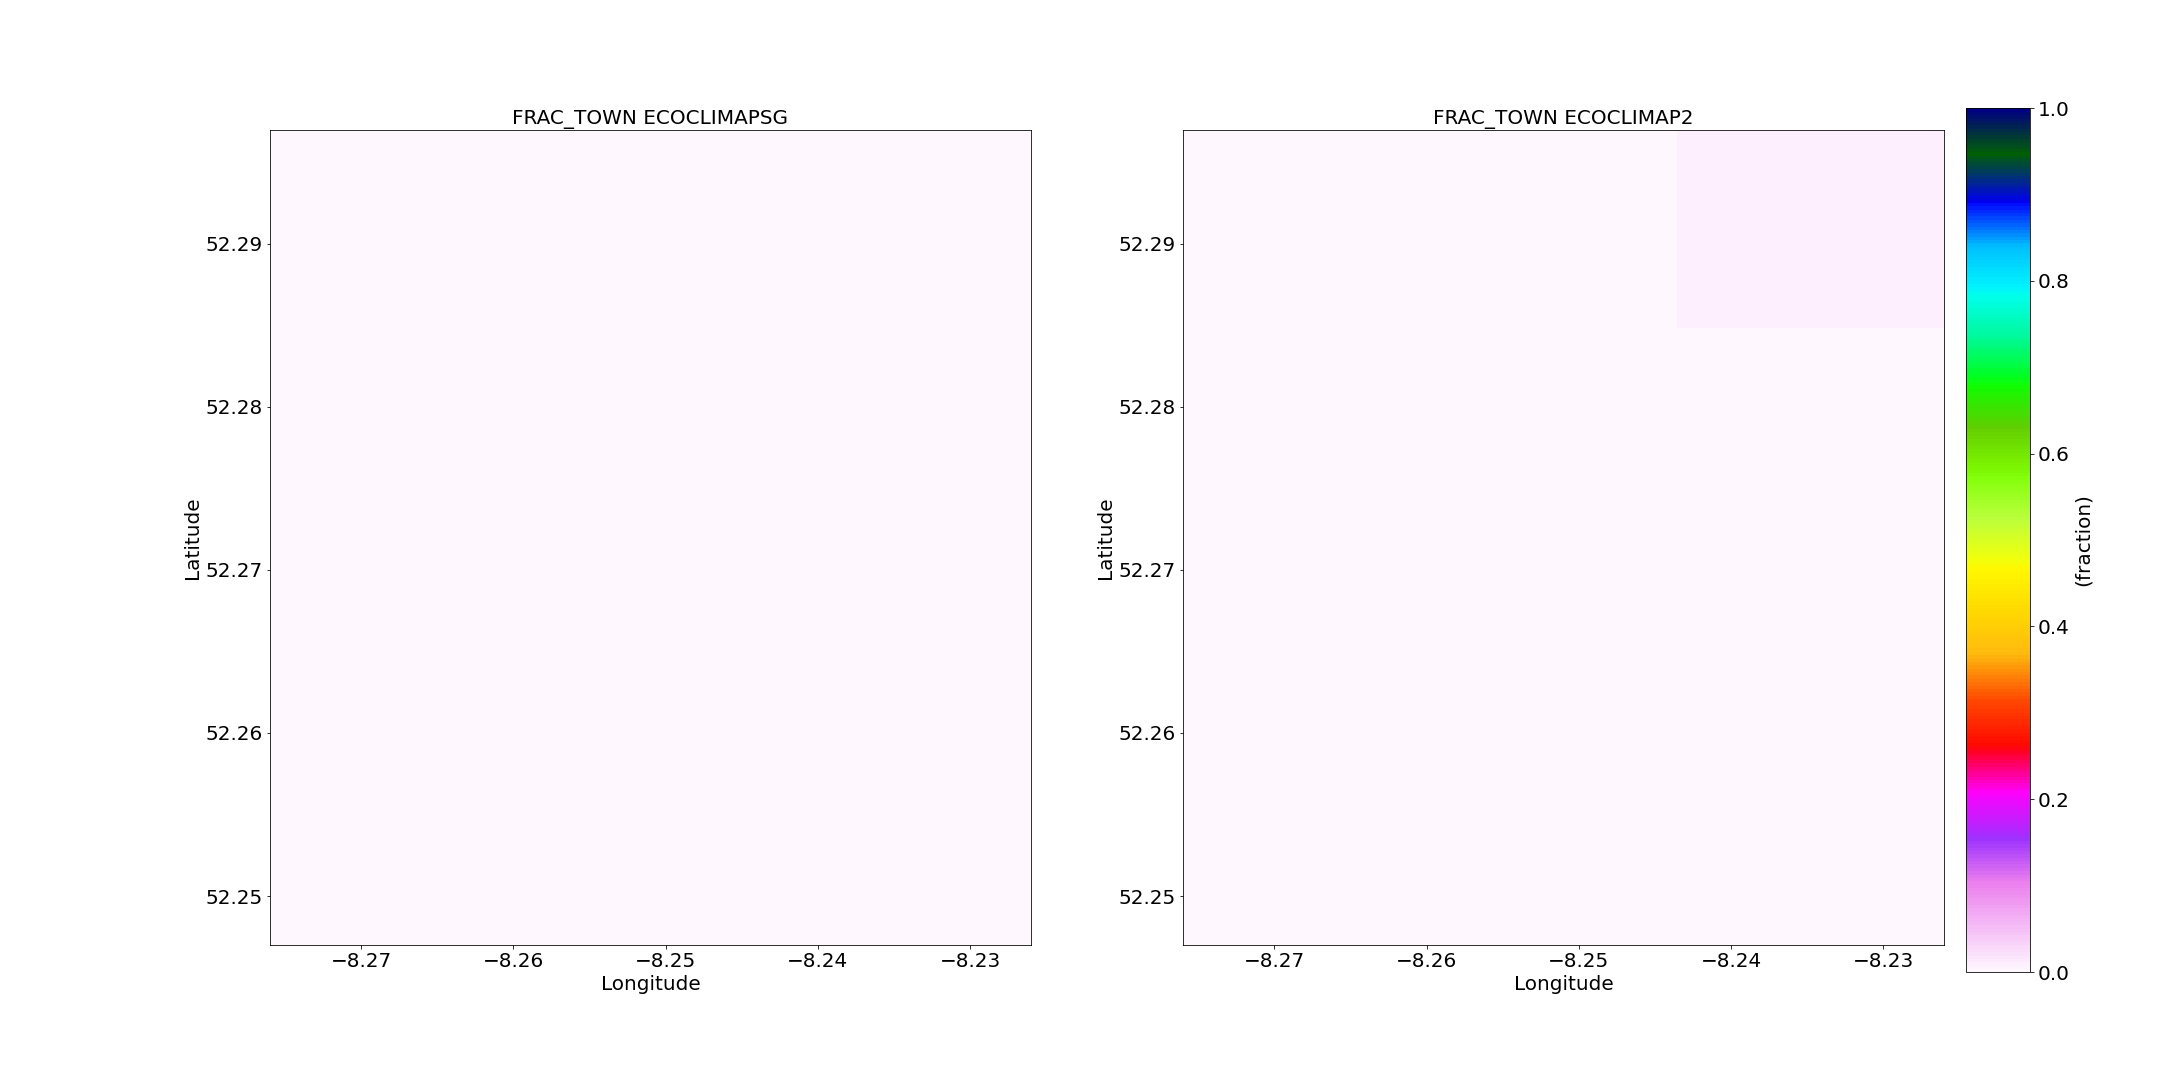 FRAC_TOWN ECOCLIMAPSG
52.29
52.28
52.27
52.26
52.25
Latitude
−8.27 −8.26 −8.25 −8.24 −8.23
Longitude
FRAC_TOWN ECOCLIMAP2
52.29
52.28
52.27
52.26
52.25
Latitude
−8.27 −8.26 −8.25 −8.24 −8.23
Longitude
1.0
0.8
0.6
0.4
0.2
0.0
(fraction)